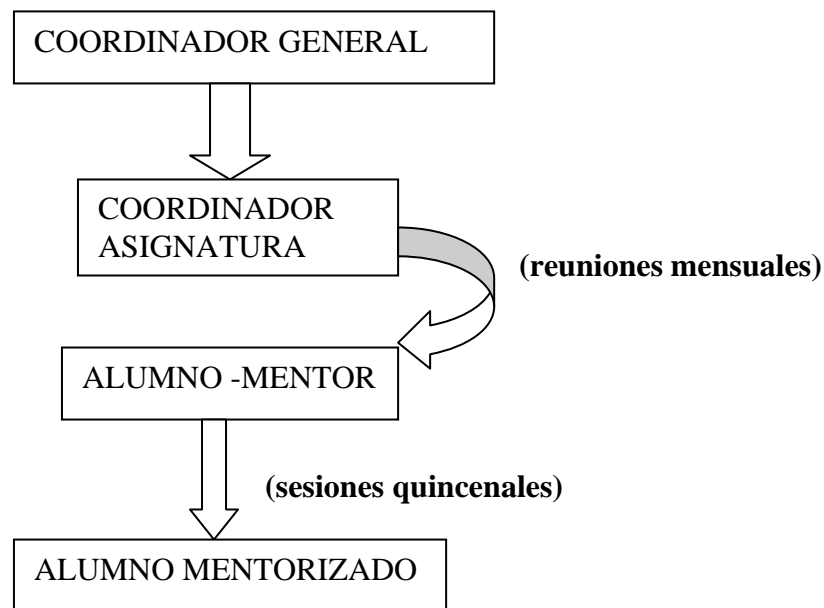 COORDINADOR GENERAL
COORDINADOR
ASIGNATURA
(reuniones mensuales)
ALUMNO -MENTOR
(sesiones quincenales)
ALUMNO MENTORIZADO